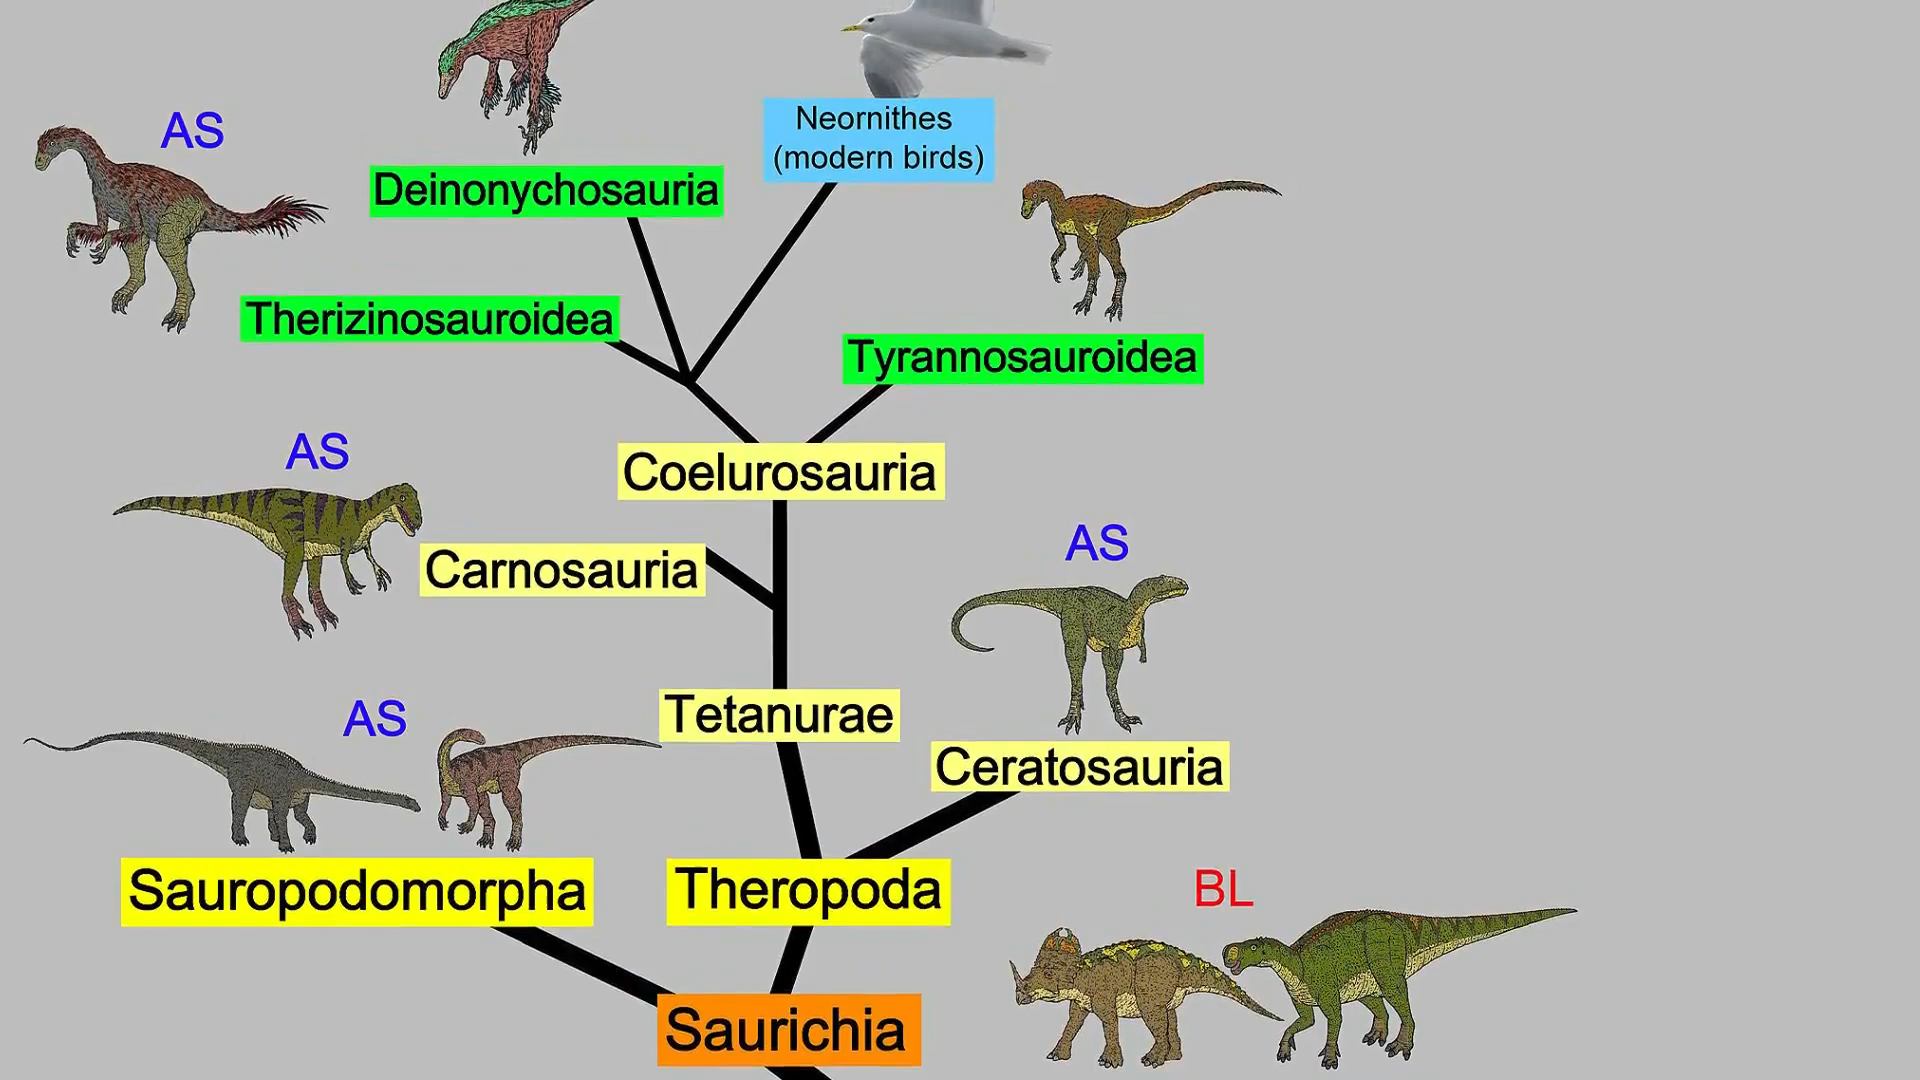 AS
Neornithes
(modern birds)
Deinonychosauria
Therizinosauroidea
Tyrannosauroidea
AS
Coelurosauria
Carnosauria
AS
AS
Tetanurae
Ceratosauria
Sauropodomorpha
Theropoda
BL
Saurichia